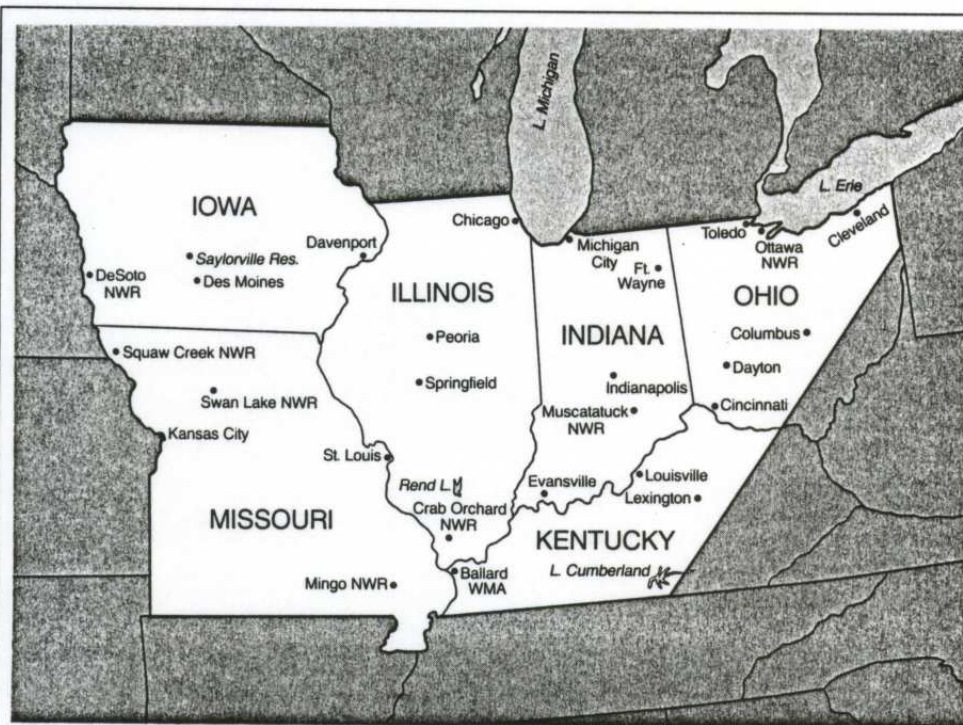 L. Michigan
L. Erie
IOWA
Chicago
Toledo
Cleveland
Davenport
Michigan
City
Ottawa
NWR
Saylorville Res.
DeSoto
NWR
Des Moines
ILLINOIS
Ft.
Wayne
OHIO
Peoria
INDIANA
Columbus
Squaw Creek NWR
Dayton
Springfield
Indianapolis
Swan Lake NWR
Cincinnati
Muscatatuck
NWR
Kansas City
St. Louis
Rend L.
Evansville
Louisville
Lexington
Crab Orchard
NWR
MISSOURI
KENTUCKY
Ballard
WMA
L. Cumberland
Mingo NWR